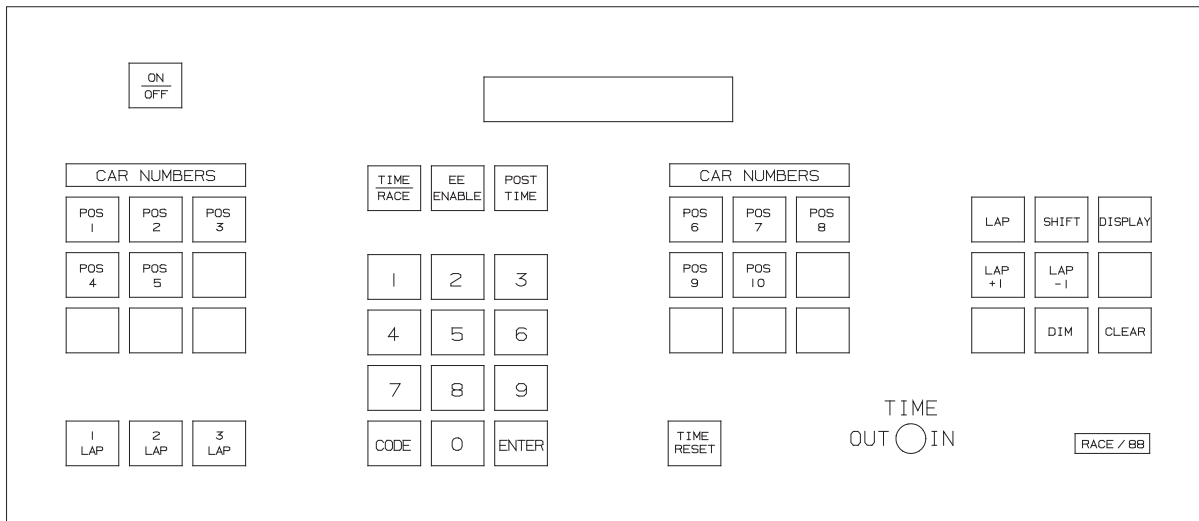 ON
OFF
CAR NUMBERS
POS 1
POS 2
POS 3
POS 4
POS 5
1 LAP
2 LAP
3 LAP
TIME
RACE
EE
ENABLE
POST
TIME
1 2 3
4 5 6
7 8 9
CODE 0 ENTER
CAR NUMBERS
POS 6
POS 7
POS 8
POS 9
POS 10
TIME
RESET
TIME
OUT IN
LAP SHIFT DISPLAY
LAP +1
LAP -1
DIM CLEAR
RACE / 88